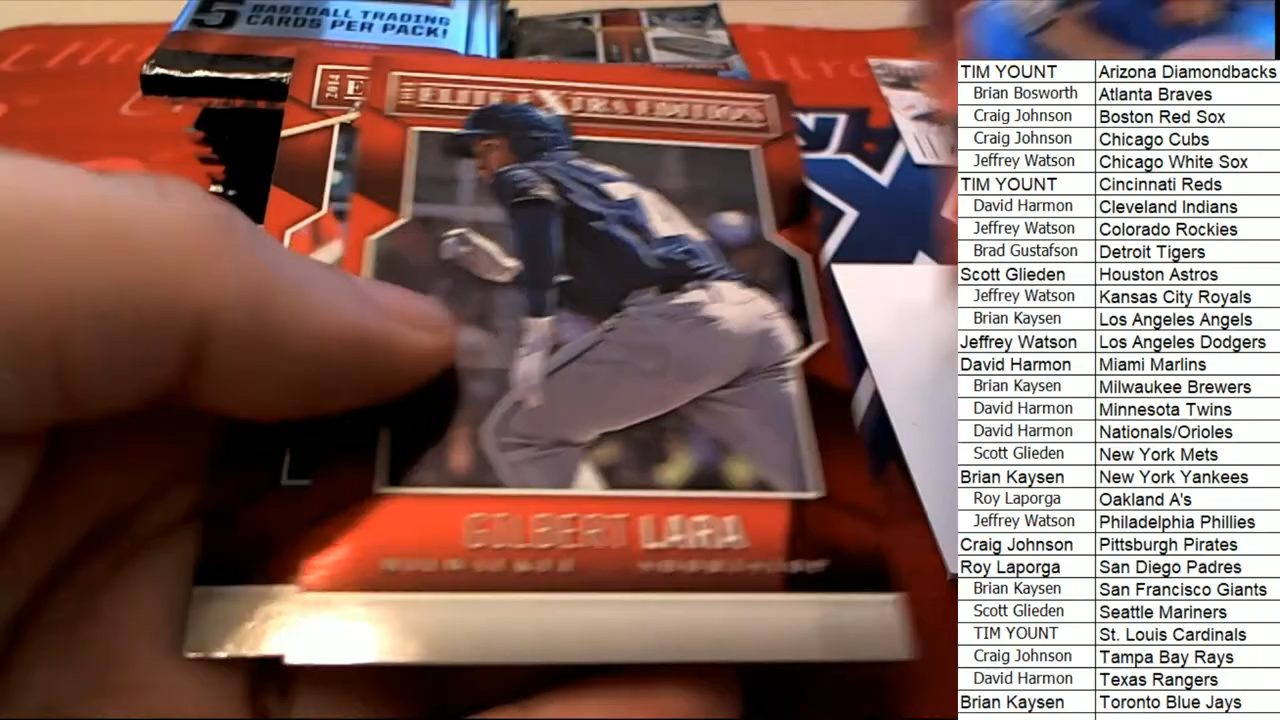 5 BASEBALL TRADING
CARDS PER PACK!
2014 E
ELITE EXTRA EDITION
GILBERT LARA
TIM YOUNT Arizona Diamondbacks
Brian Bosworth Atlanta Braves
Craig Johnson Boston Red Sox
Craig Johnson Chicago Cubs
Jeffrey Watson Chicago White Sox
TIM YOUNT Cincinnati Reds
David Harmon Cleveland Indians
Jeffrey Watson Colorado Rockies
Brad Gustafson Detroit Tigers
Scott Glieden Houston Astros
Jeffrey Watson Kansas City Royals
Brian Kaysen Los Angeles Angels
Jeffrey Watson Los Angeles Dodgers
David Harmon Miami Marlins
Brian Kaysen Milwaukee Brewers
David Harmon Minnesota Twins
David Harmon Nationals/Orioles
Scott Glieden New York Mets
Brian Kaysen New York Yankees
Roy Laporga Oakland A's
Jeffrey Watson Philadelphia Phillies
Craig Johnson Pittsburgh Pirates
Roy Laporga San Diego Padres
Brian Kaysen San Francisco Giants
Scott Glieden Seattle Mariners
TIM YOUNT St. Louis Cardinals
Craig Johnson Tampa Bay Rays
David Harmon Texas Rangers
Brian Kaysen Toronto Blue Jays